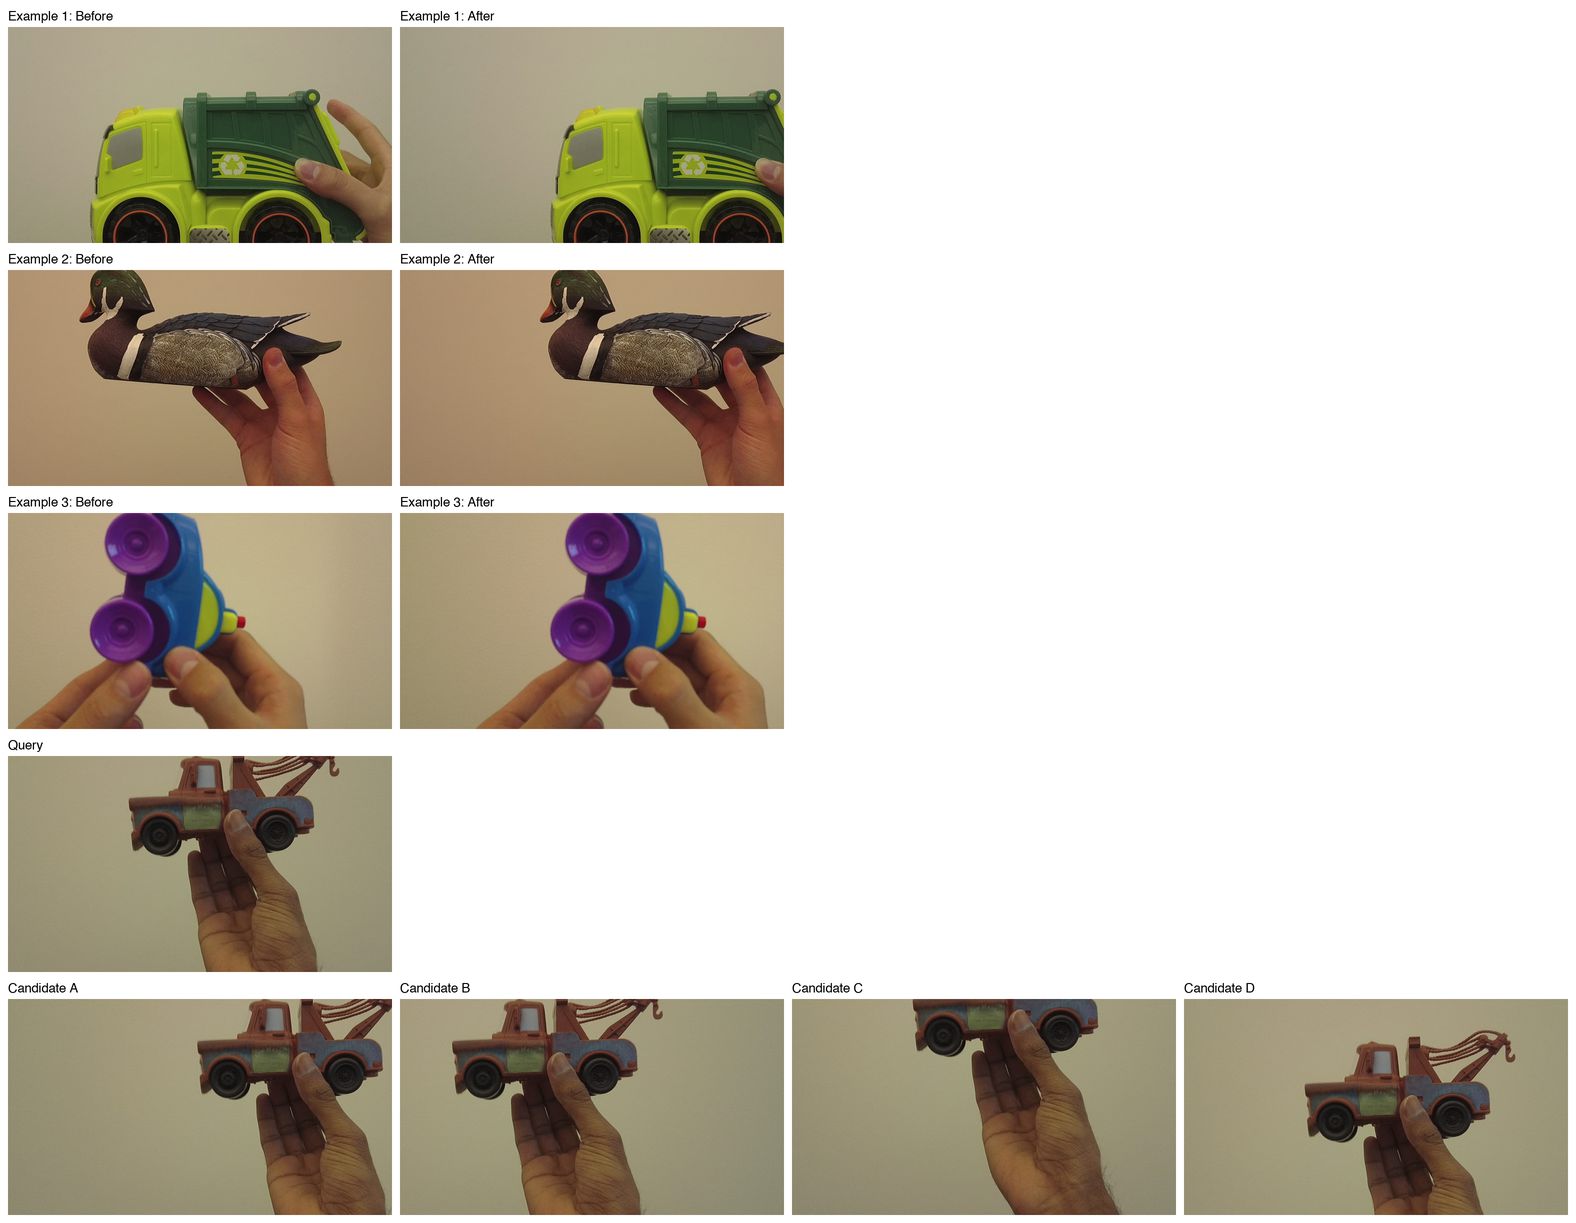 Example 1: Before
Example 1: After
Example 2: Before
Example 2: After
Example 3: Before
Example 3: After
Query
Candidate A
Candidate B
Candidate C
Candidate D